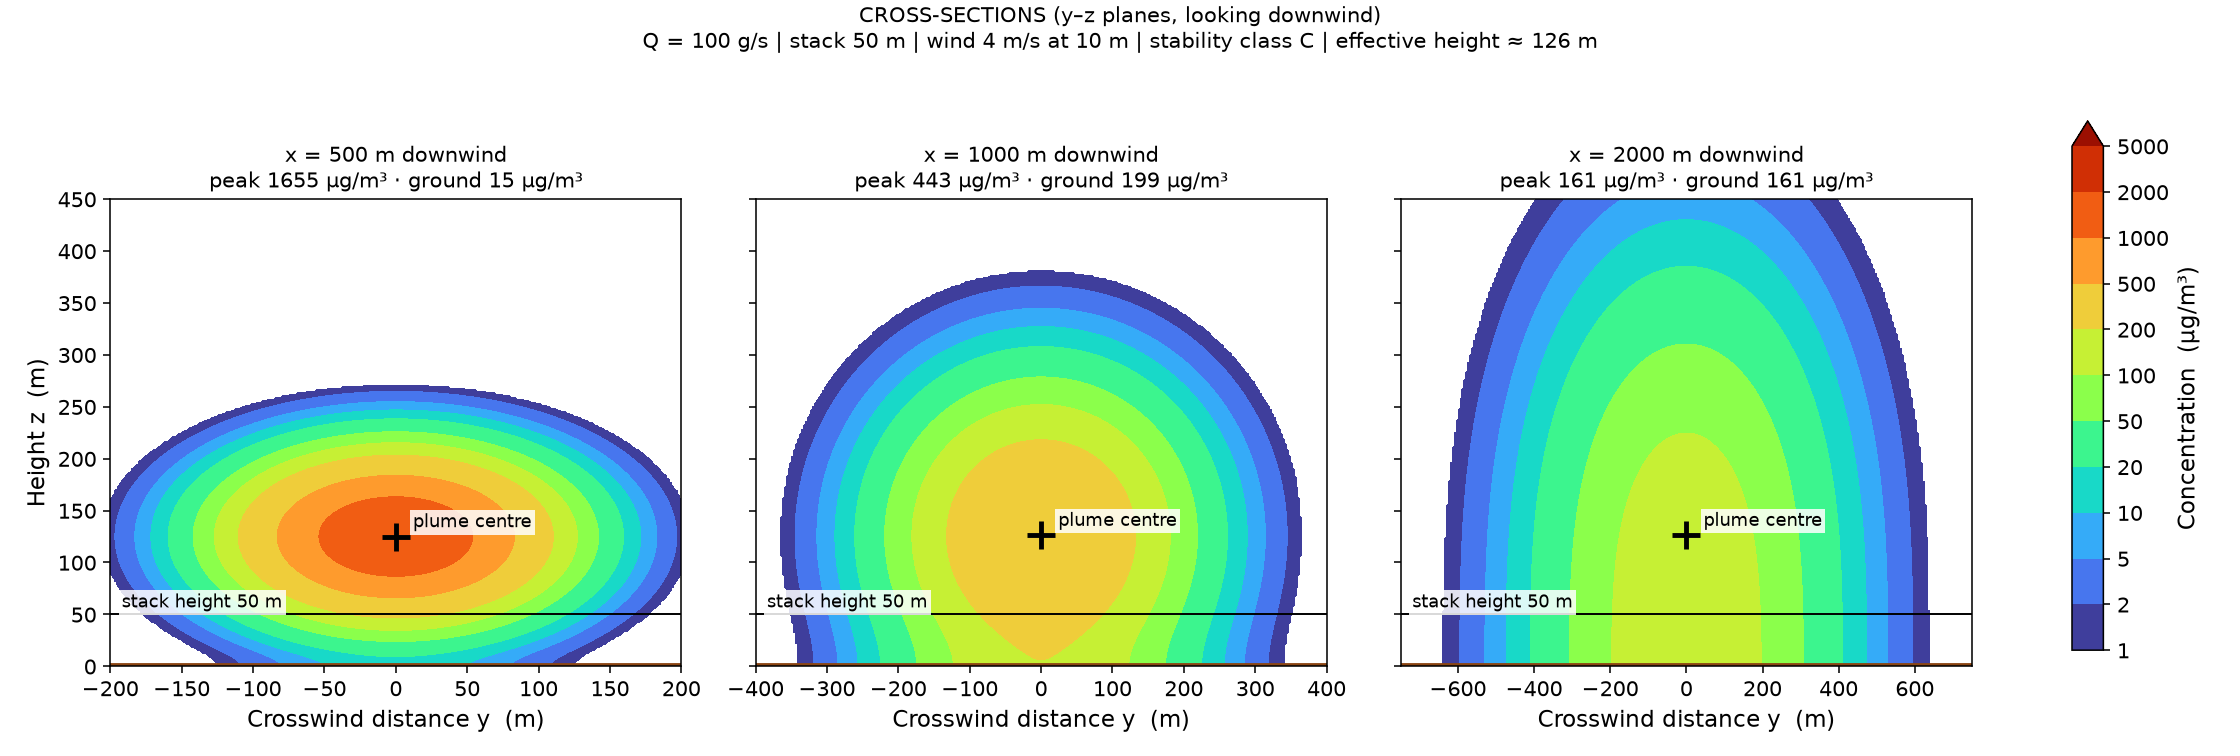 CROSS-SECTIONS (y–z planes, looking downwind)
Q = 100 g/s | stack 50 m | wind 4 m/s at 10 m | stability class C | effective height ≈ 126 m
x = 500 m downwind
peak 1655 µg/m³ · ground 15 µg/m³
450
400
350
300
250
200
150
100
50
0
Height z (m)
plume centre
stack height 50 m
−200 −150 −100 −50 0 50 100 150 200
Crosswind distance y (m)
x = 1000 m downwind
peak 443 µg/m³ · ground 199 µg/m³
plume centre
stack height 50 m
−400 −300 −200 −100 0 100 200 300 400
Crosswind distance y (m)
x = 2000 m downwind
peak 161 µg/m³ · ground 161 µg/m³
plume centre
stack height 50 m
−600 −400 −200 0 200 400 600
Crosswind distance y (m)
5000
2000
1000
500
200
100
50
20
10
5
2
1
Concentration (µg/m³)